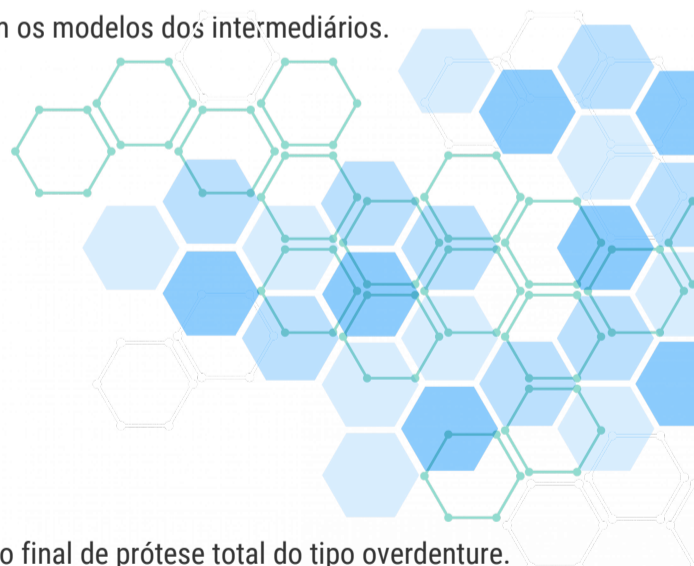 os modelos dos intermediários.
o final de prótese total do tipo overdenture.